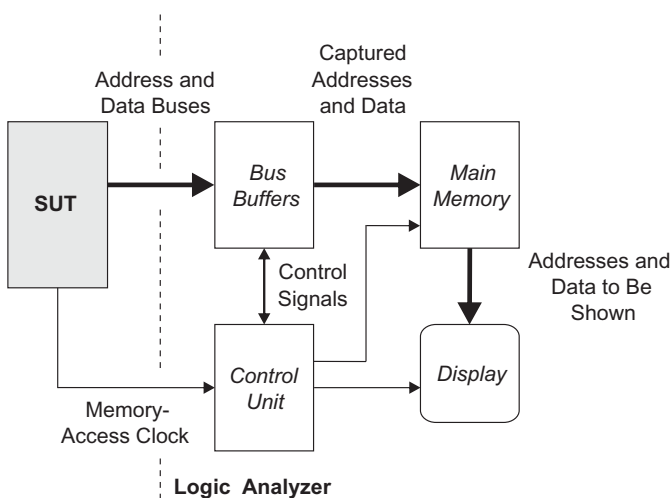 Captured
Addresses
and Data
Address and
Data Buses
SUT
Bus
Buffers
Main
Memory
Control
Signals
Addresses and
Data to Be
Shown
Control
Unit
Display
Memory-
Access Clock
Logic Analyzer